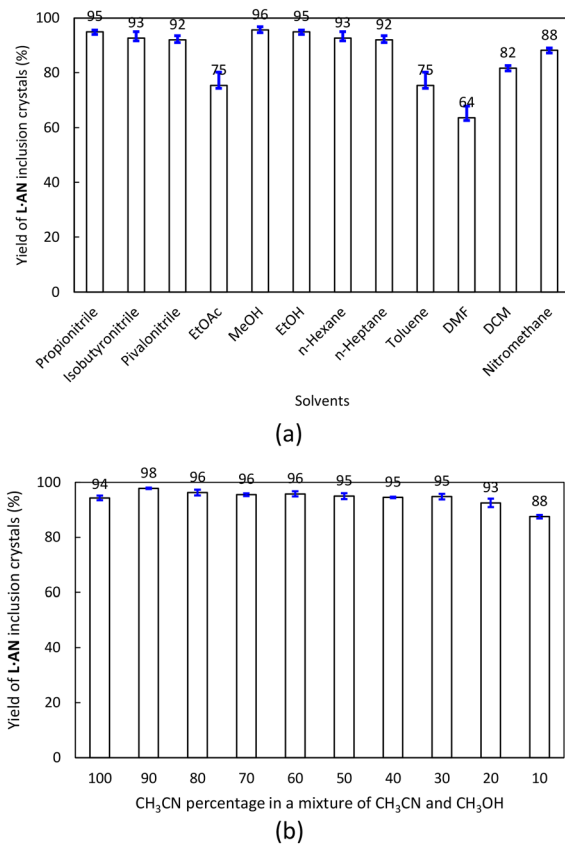 Yield of L·AN inclusion crystals (%)
100
80
60
40
20
0
95
93
92
75
96
95
93
92
75
64
82
88
Propionitrile
Isobutyronitrile
Pivalonitrile
EtOAc
MeOH
EtOH
n-Hexane
n-Heptane
Toluene
DMF
DCM
Nitromethane
Solvents
(a)
Yield of L·AN inclusion crystals (%)
100
80
60
40
20
0
94
98
96
96
96
95
95
95
93
88
100 90 80 70 60 50 40 30 20 10
CH₃CN percentage in a mixture of CH₃CN and CH₃OH
(b)